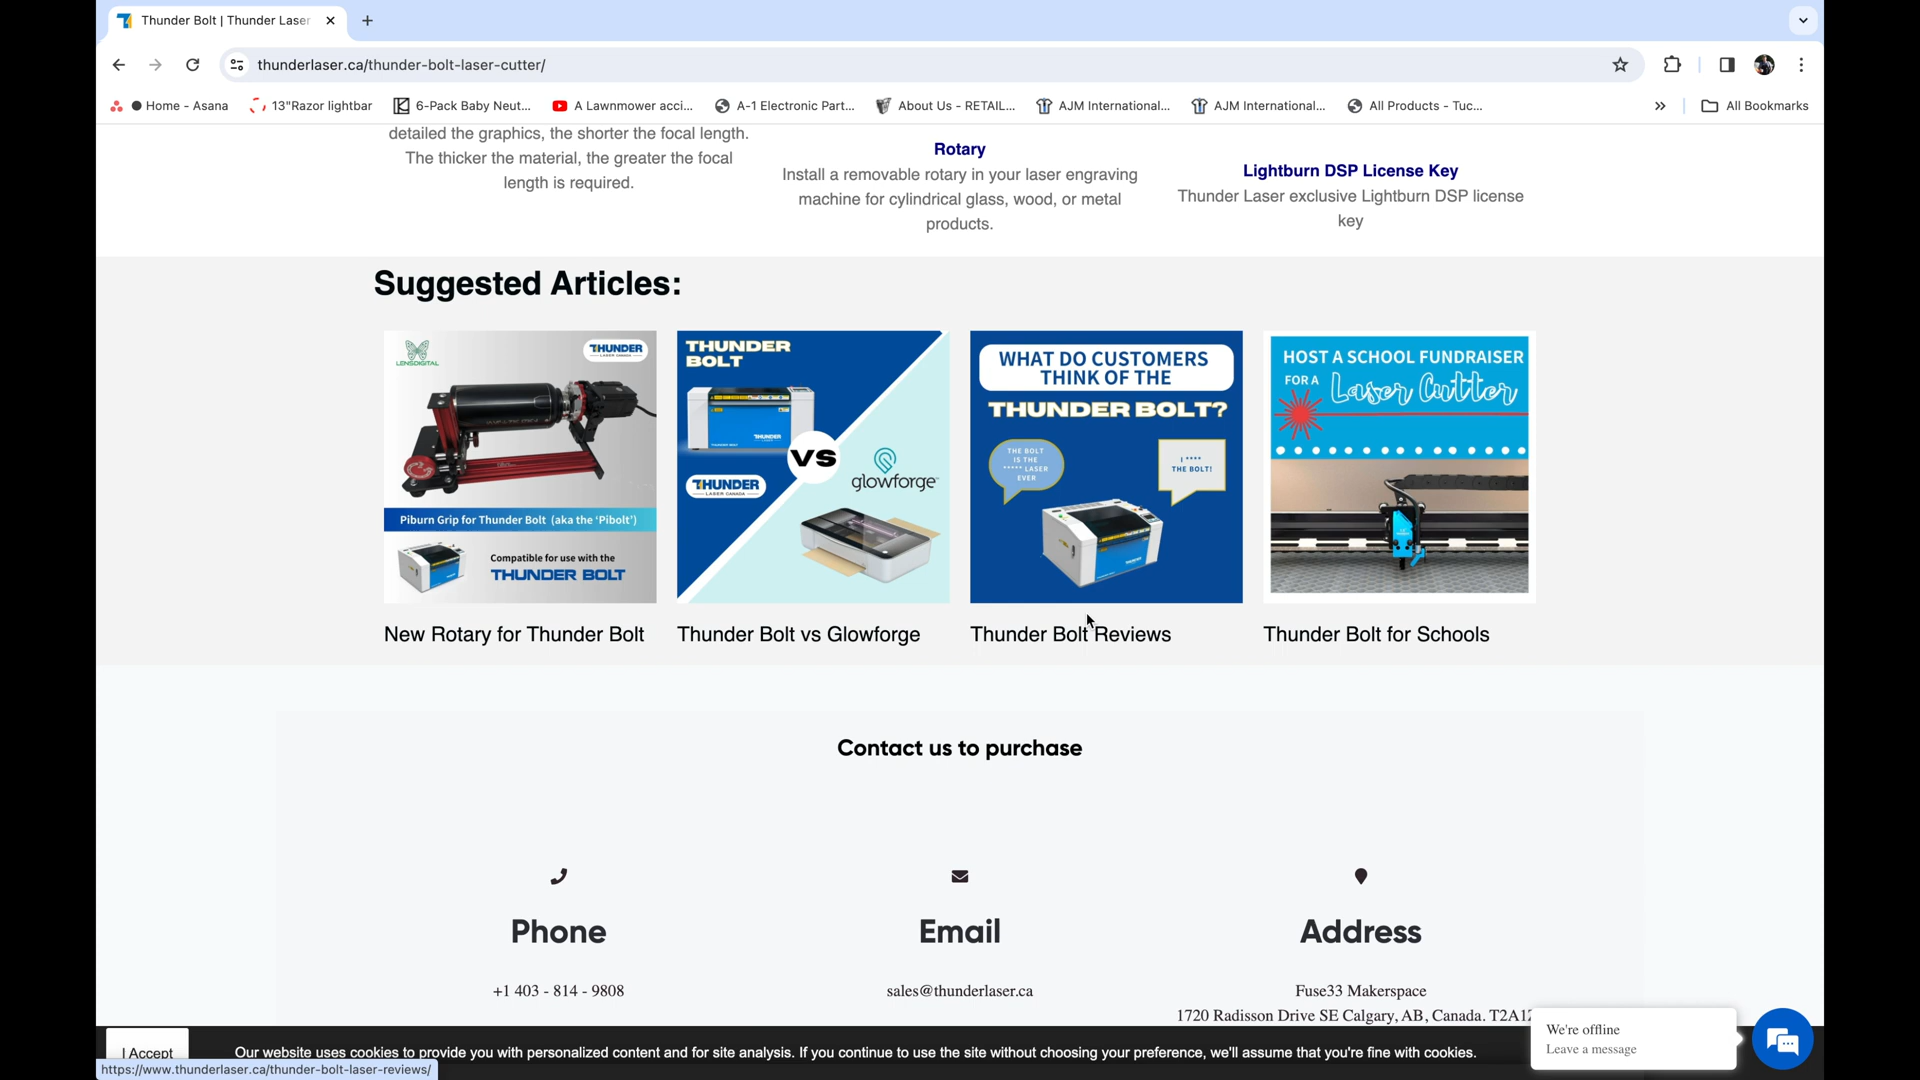 Thunder Bolt | Thunder Laser
thunderlaser.ca/thunder-bolt-laser-cutter/
Home - Asana
13"Razor lightbar
6-Pack Baby Neut...
A Lawnmower acci...
A-1 Electronic Part...
About Us - RETAIL...
AJM International...
AJM International...
All Products - Tuc...
All Bookmarks
detailed the graphics, the shorter the focal length.
The thicker the material, the greater the focal
length is required.
Rotary
Install a removable rotary in your laser engraving
machine for cylindrical glass, wood, or metal
products.
Lightburn DSP License Key
Thunder Laser exclusive Lightburn DSP license
key
Suggested Articles:
LENSDIGITAL
THUNDER
LASER CANADA
Piburn Grip for Thunder Bolt (aka the 'Pibolt')
Compatible for use with the
THUNDER BOLT
New Rotary for Thunder Bolt
THUNDER
BOLT
VS
THUNDER
LASER CANADA
glowforge
Thunder Bolt vs Glowforge
WHAT DO CUSTOMERS
THINK OF THE
THUNDER BOLT?
THE BOLT
IS THE
***** LASER
EVER
I ****
THE BOLT!
Thunder Bolt Reviews
HOST A SCHOOL FUNDRAISER
FOR A Laser Cutter
Thunder Bolt for Schools
Contact us to purchase
Phone
+1 403 - 814 - 9808
Email
sales@thunderlaser.ca
Address
Fuse33 Makerspace
1720 Radisson Drive SE Calgary, AB, Canada. T2A1Z
We're offline
Leave a message
I Accept
Our website uses cookies to provide you with personalized content and for site analysis. If you continue to use the site without choosing your preference, we'll assume that you're fine with cookies.
https://www.thunderlaser.ca/thunder-bolt-laser-reviews/